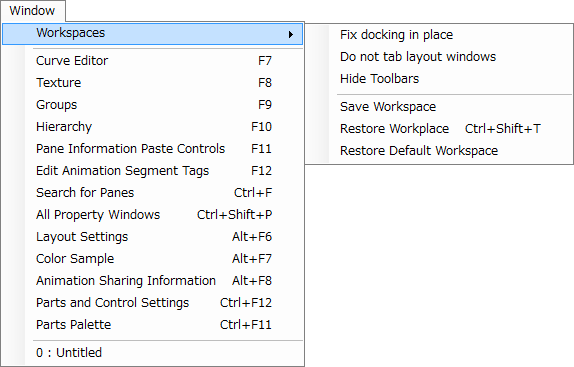 Window
Workspaces
Curve Editor F7
Texture F8
Groups F9
Hierarchy F10
Pane Information Paste Controls F11
Edit Animation Segment Tags F12
Search for Panes Ctrl+F
All Property Windows Ctrl+Shift+P
Layout Settings Alt+F6
Color Sample Alt+F7
Animation Sharing Information Alt+F8
Parts and Control Settings Ctrl+F12
Parts Palette Ctrl+F11
0 : Untitled
Fix docking in place
Do not tab layout windows
Hide Toolbars
Save Workspace
Restore Workplace Ctrl+Shift+T
Restore Default Workspace